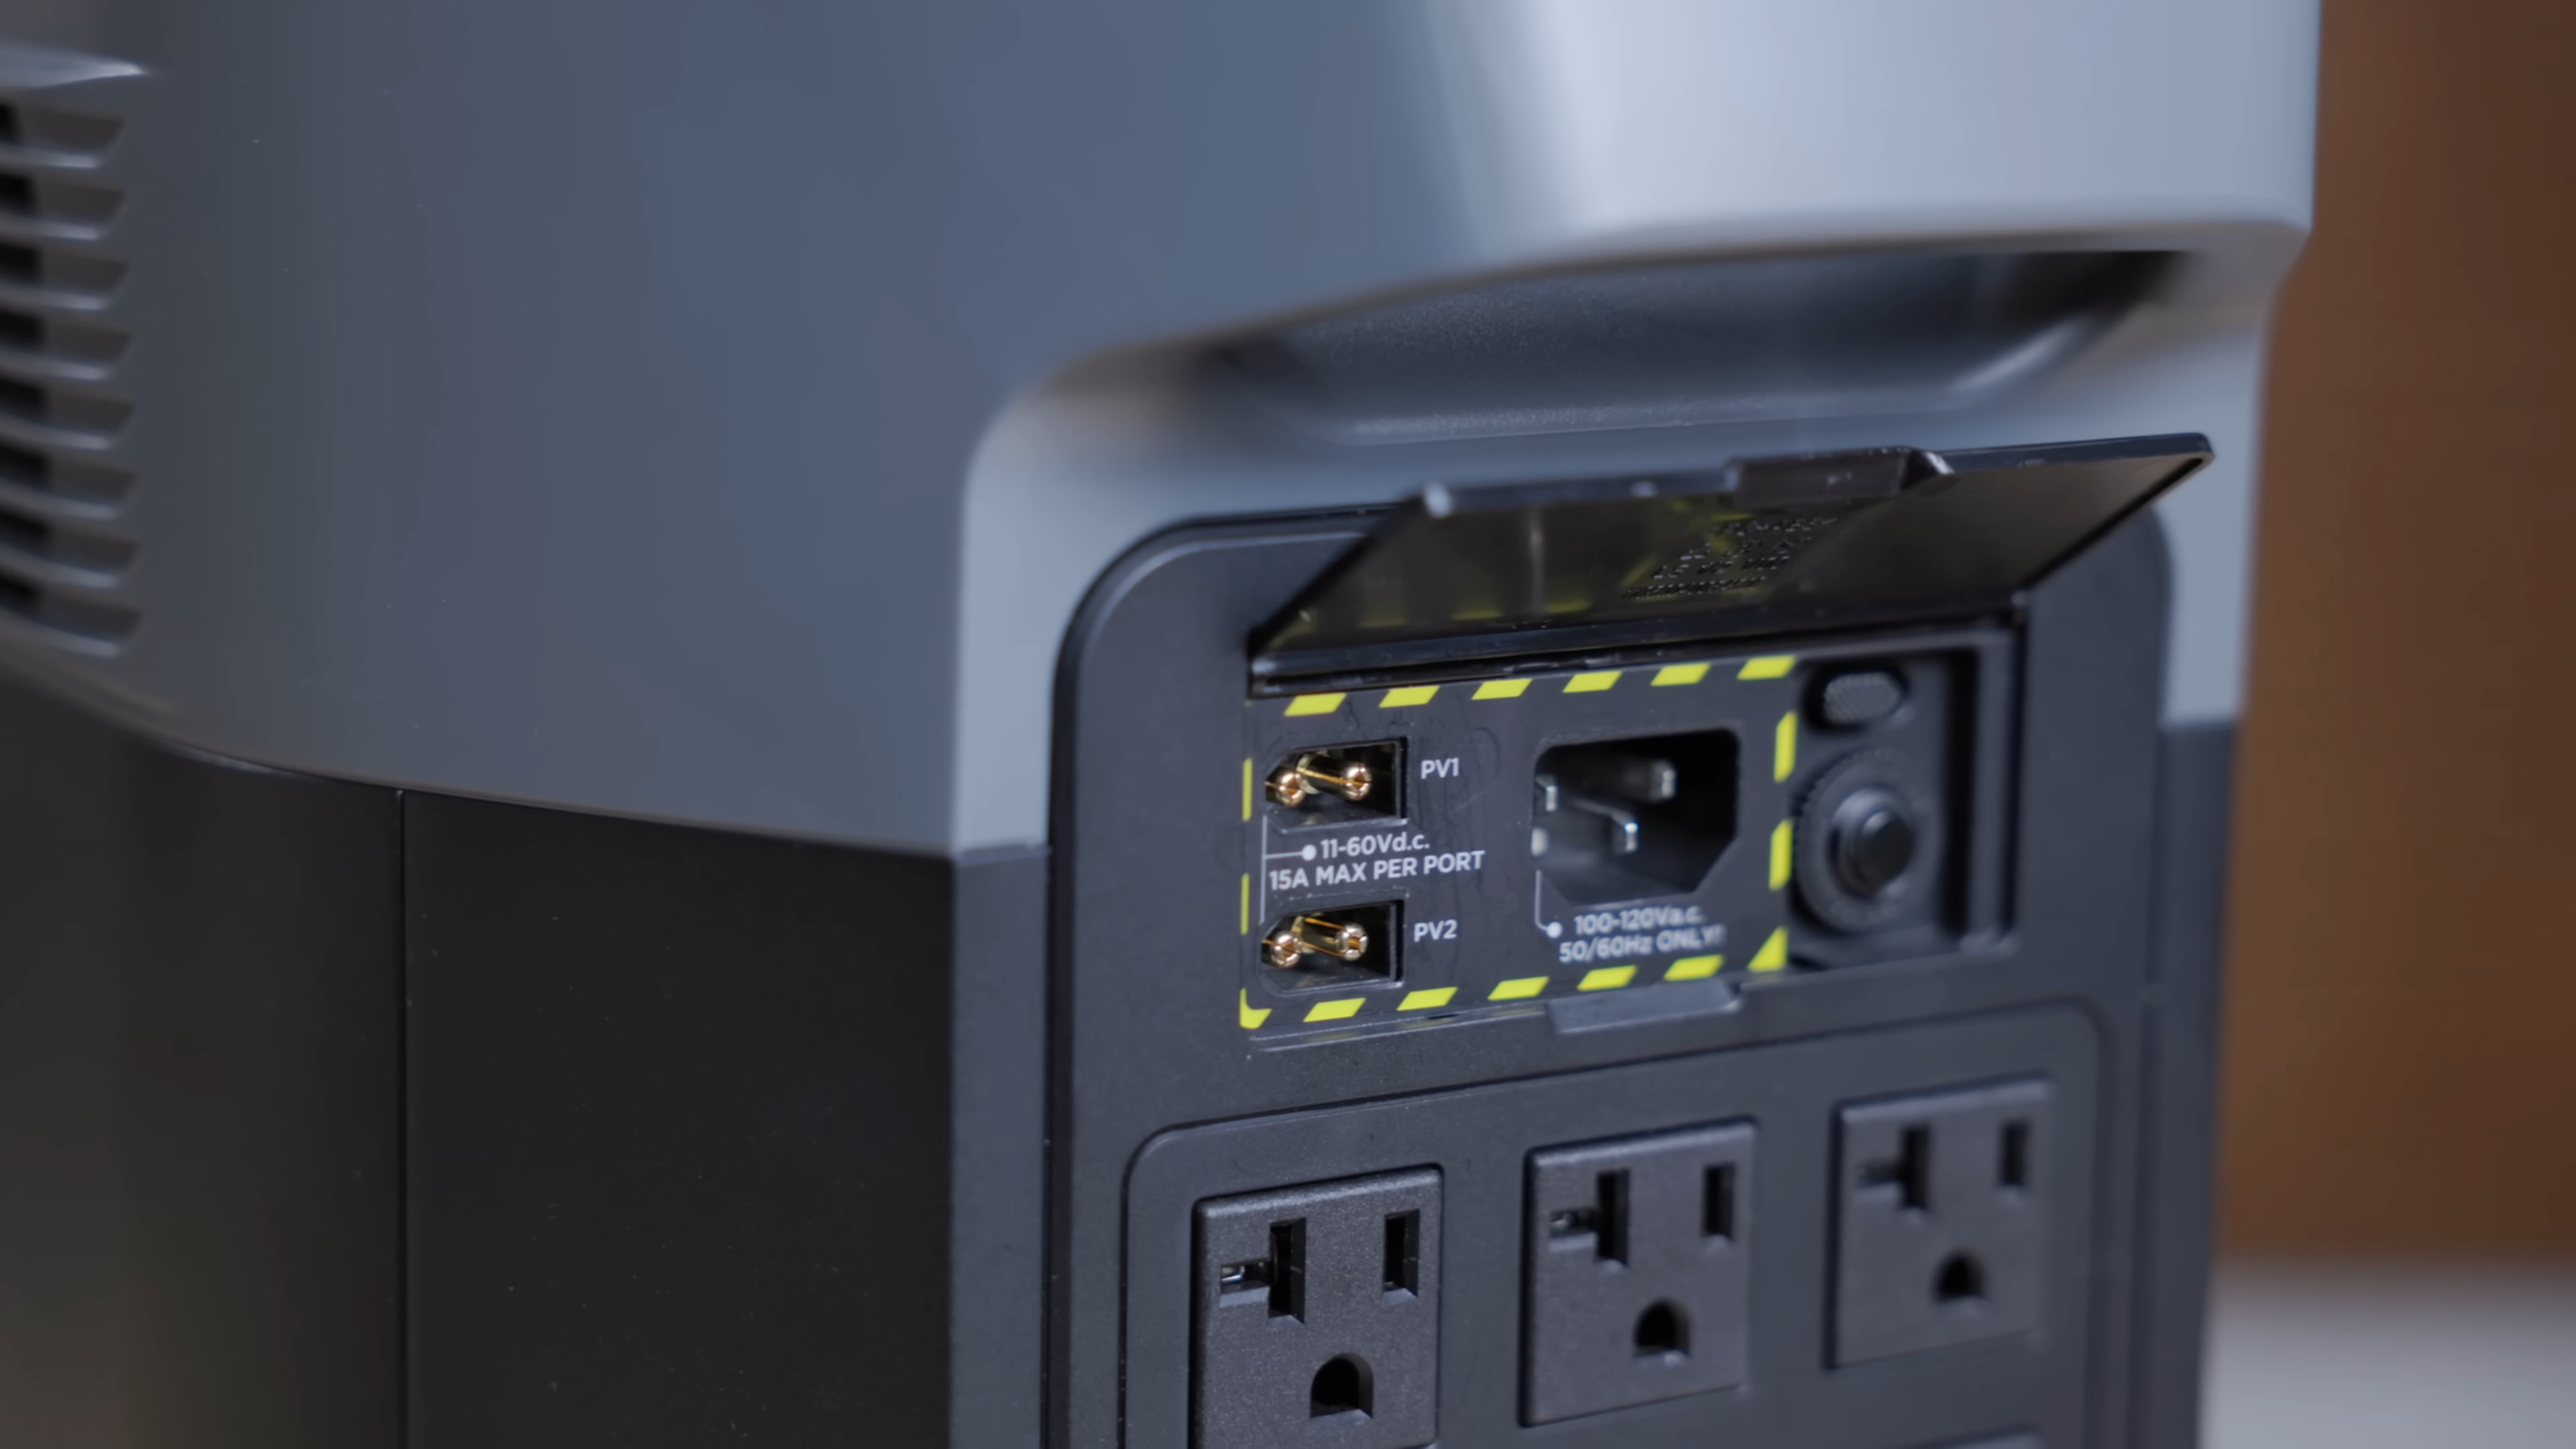 PV1
11-60Vd.c.
15A MAX PER PORT
PV2
100-120Va.c.
50/60Hz ONLY!